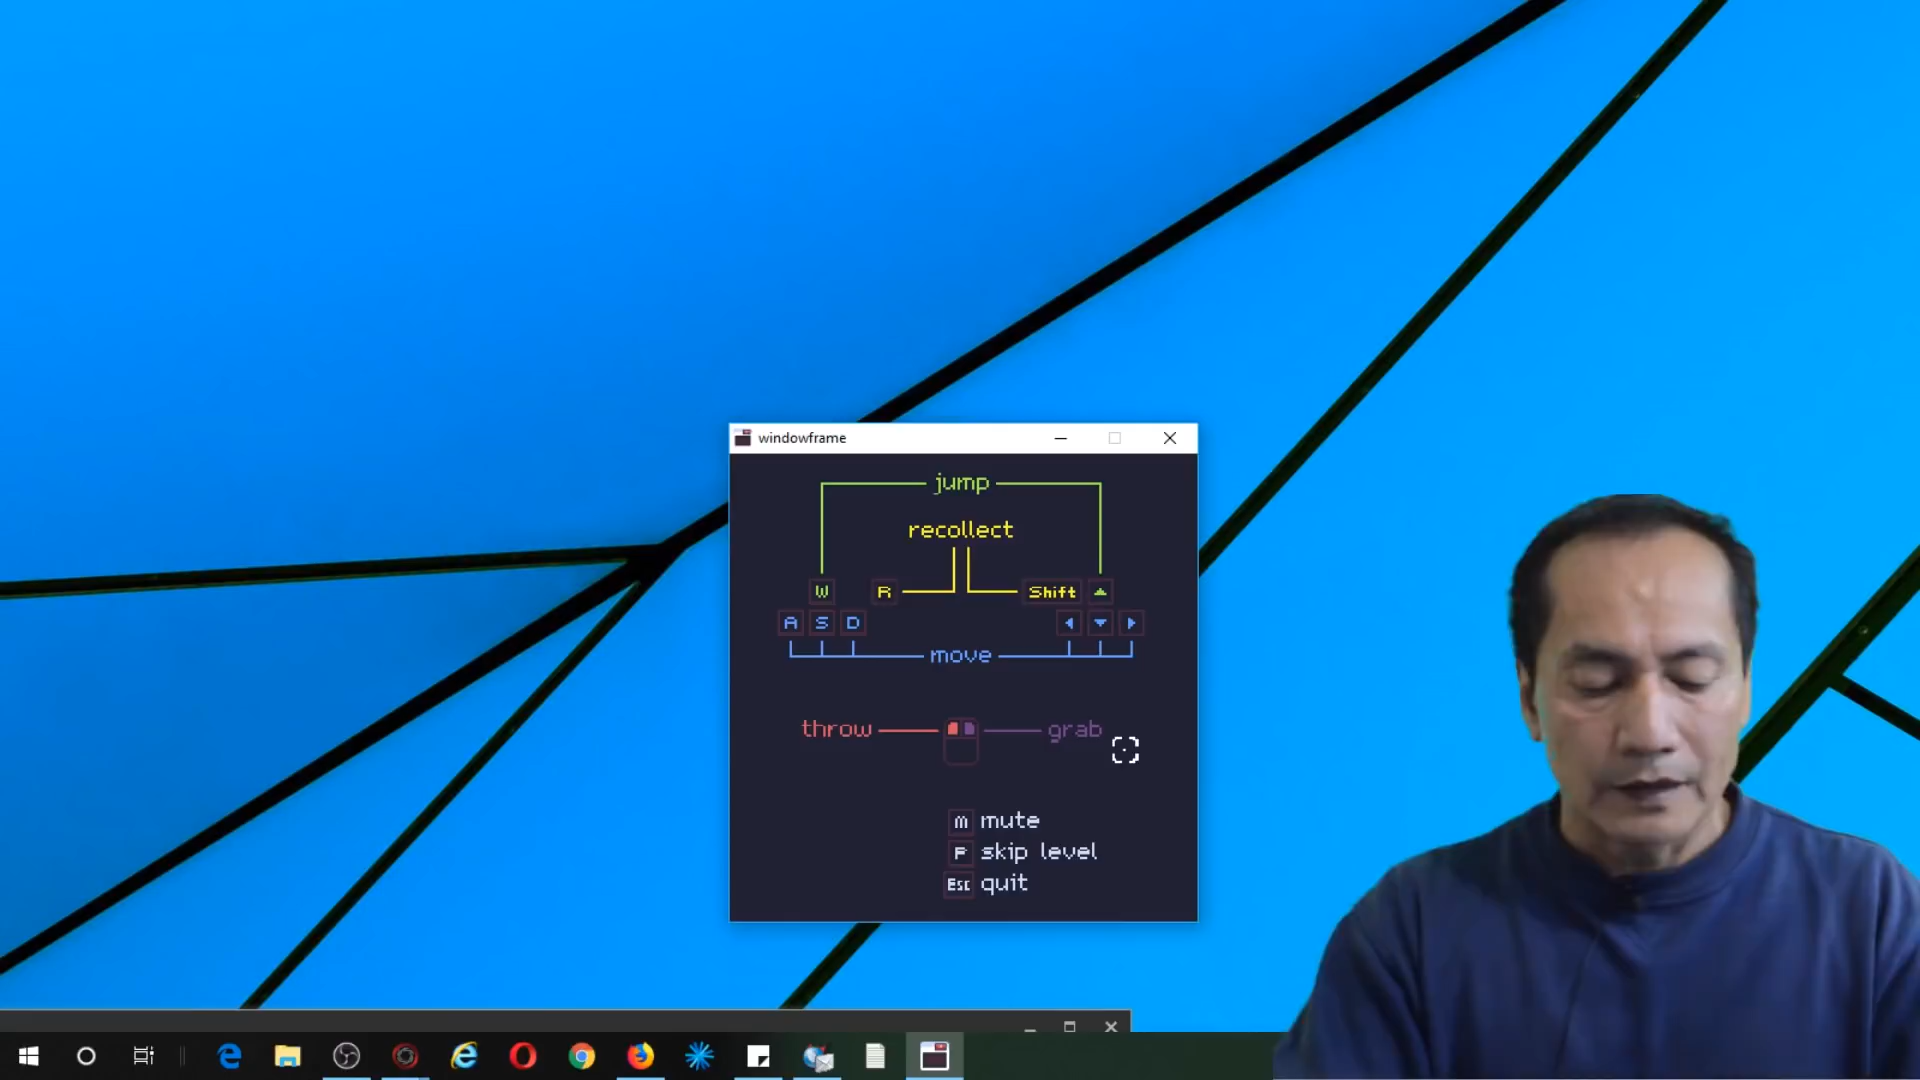 windowframe
jump
recollect
W R Shift
A S D
move
throw grab
M mute
P skip level
Esc quit